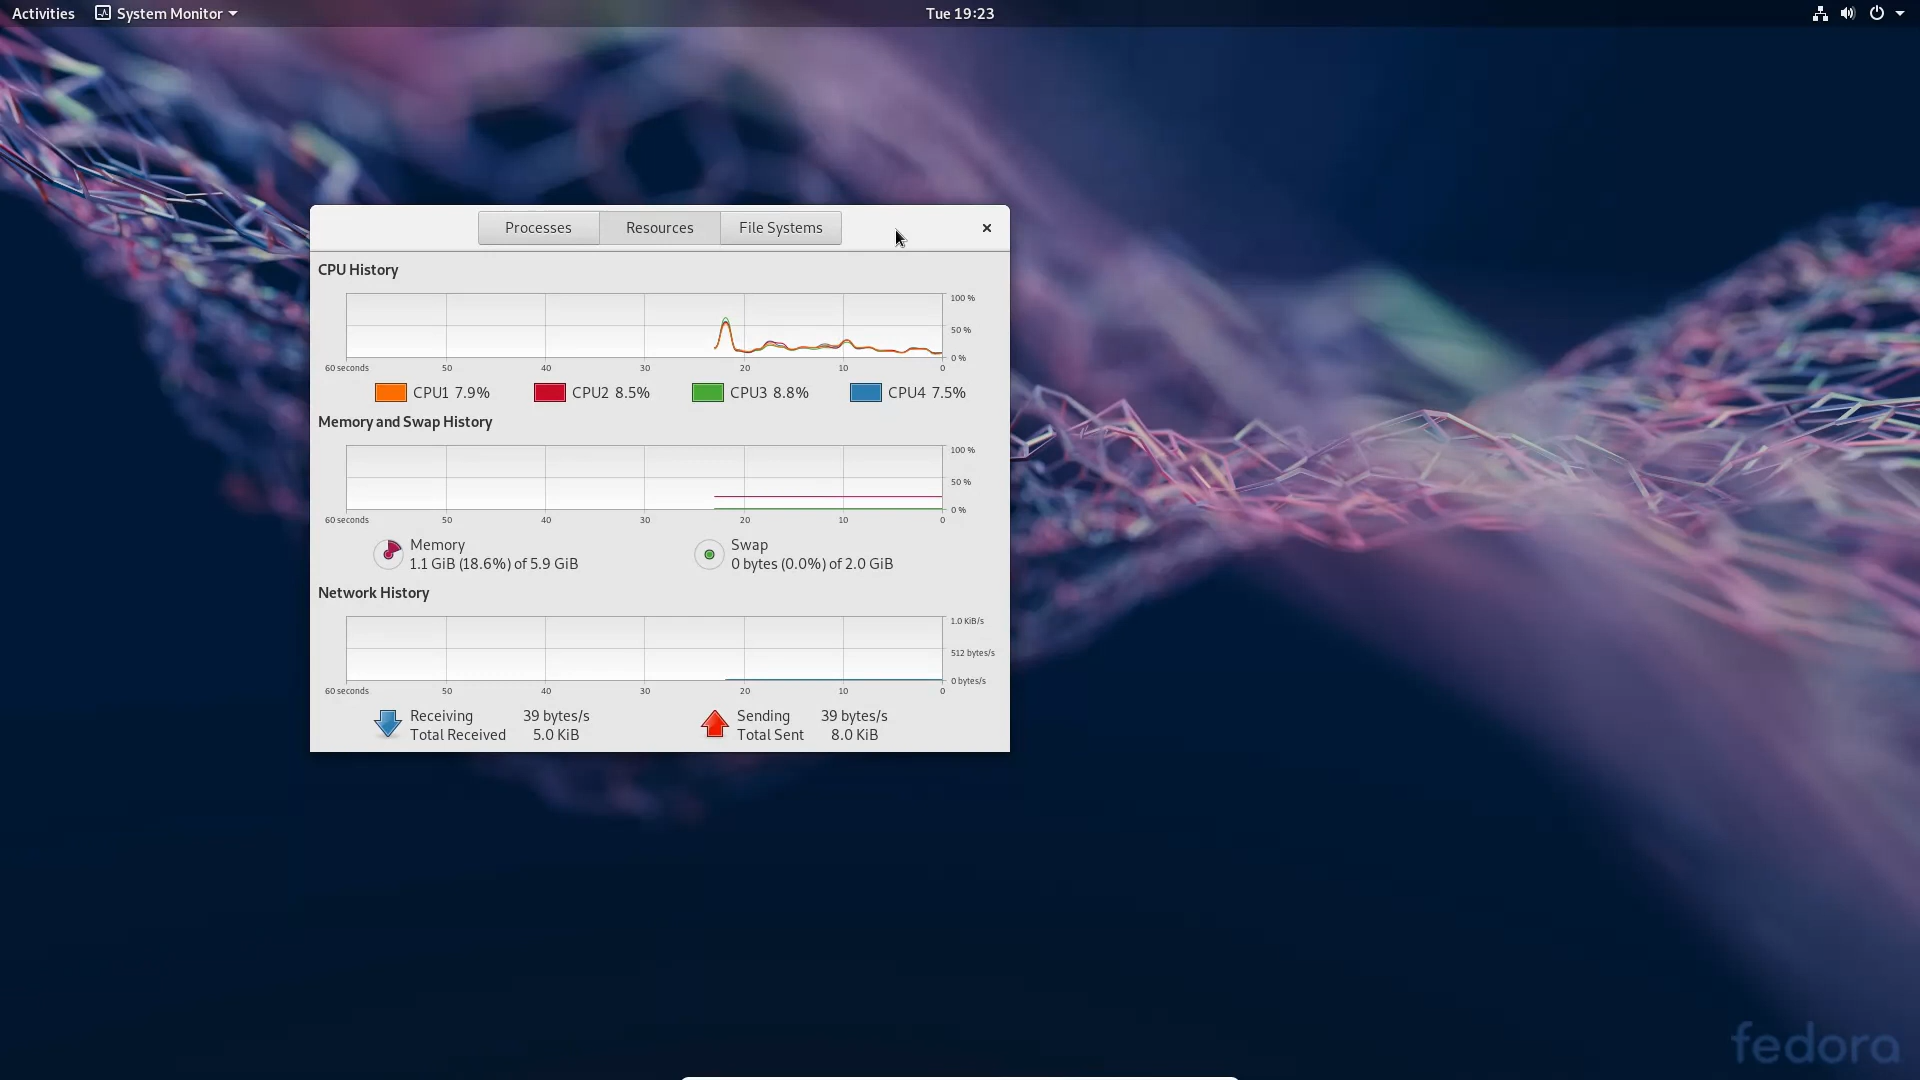 Activities System Monitor Tue 19:23
Processes Resources File Systems
CPU History
100 %
50 %
0 %
60 seconds 50 40 30 20 10 0
CPU1 7.9% CPU2 8.5% CPU3 8.8% CPU4 7.5%
Memory and Swap History
100 %
50 %
0 %
60 seconds 50 40 30 20 10 0
Memory Swap
1.1 GiB (18.6%) of 5.9 GiB 0 bytes (0.0%) of 2.0 GiB
Network History
1.0 KiB/s
512 bytes/s
0 bytes/s
60 seconds 50 40 30 20 10 0
Receiving 39 bytes/s Sending 39 bytes/s
Total Received 5.0 KiB Total Sent 8.0 KiB
fedora